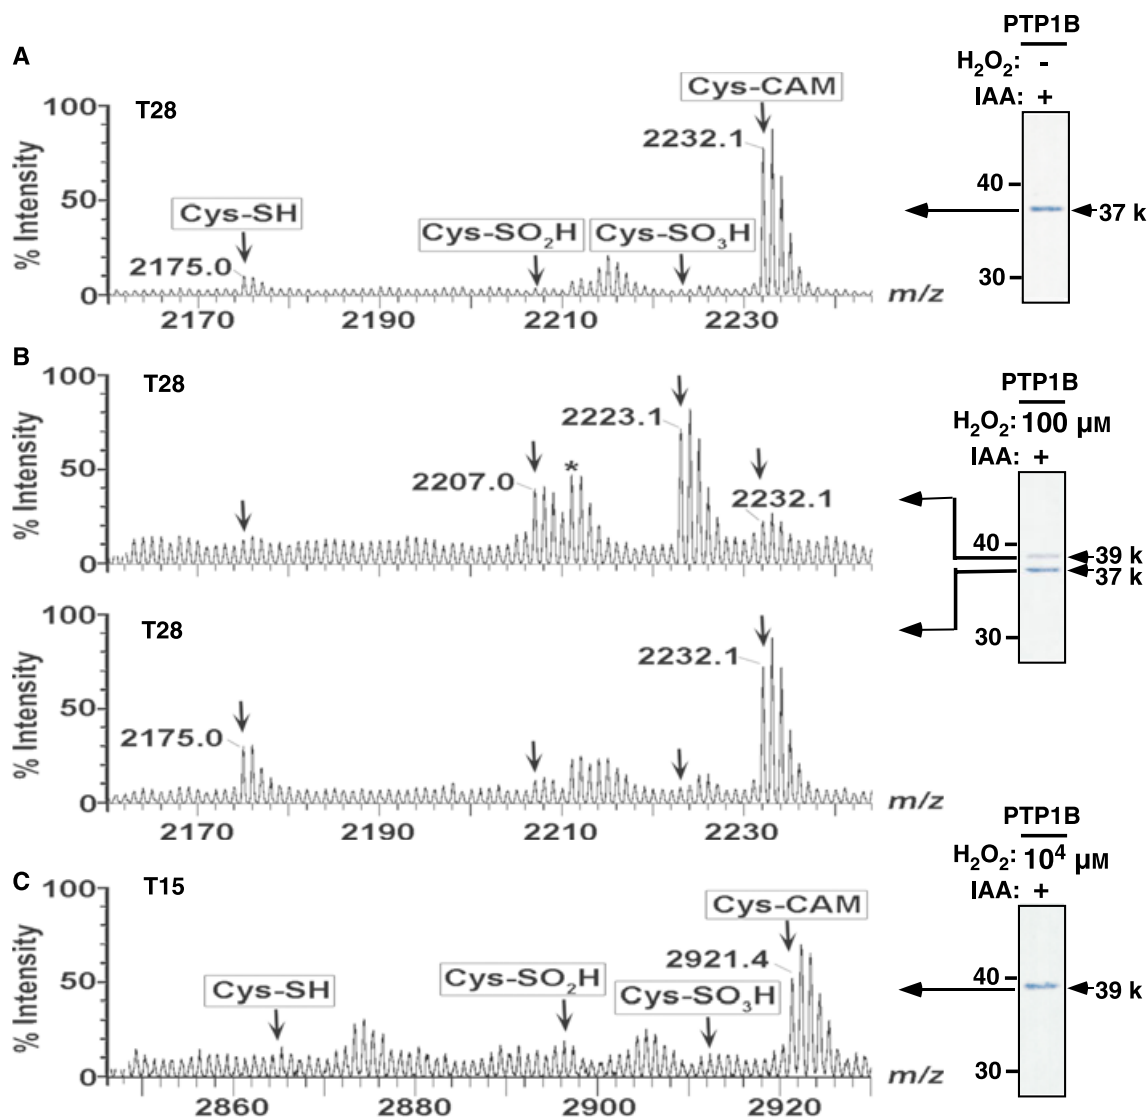 A
T28
% Intensity
100
50
0
Cys-SH
2175.0
Cys-SO₂H
Cys-SO₃H
Cys-CAM
2232.1
2170
2190
2210
2230
m/z
PTP1B
H₂O₂: -
IAA: +
40
37 k
30
B
T28
% Intensity
100
50
0
2207.0
*
2223.1
2232.1
T28
% Intensity
100
50
0
2175.0
2232.1
2170
2190
2210
2230
m/z
PTP1B
H₂O₂: 100 μM
IAA: +
40
39 k
37 k
30
C
T15
% Intensity
100
50
0
Cys-SH
Cys-SO₂H
Cys-SO₃H
Cys-CAM
2921.4
2860
2880
2900
2920
m/z
PTP1B
H₂O₂: 10⁴ μM
IAA: +
40
39 k
30